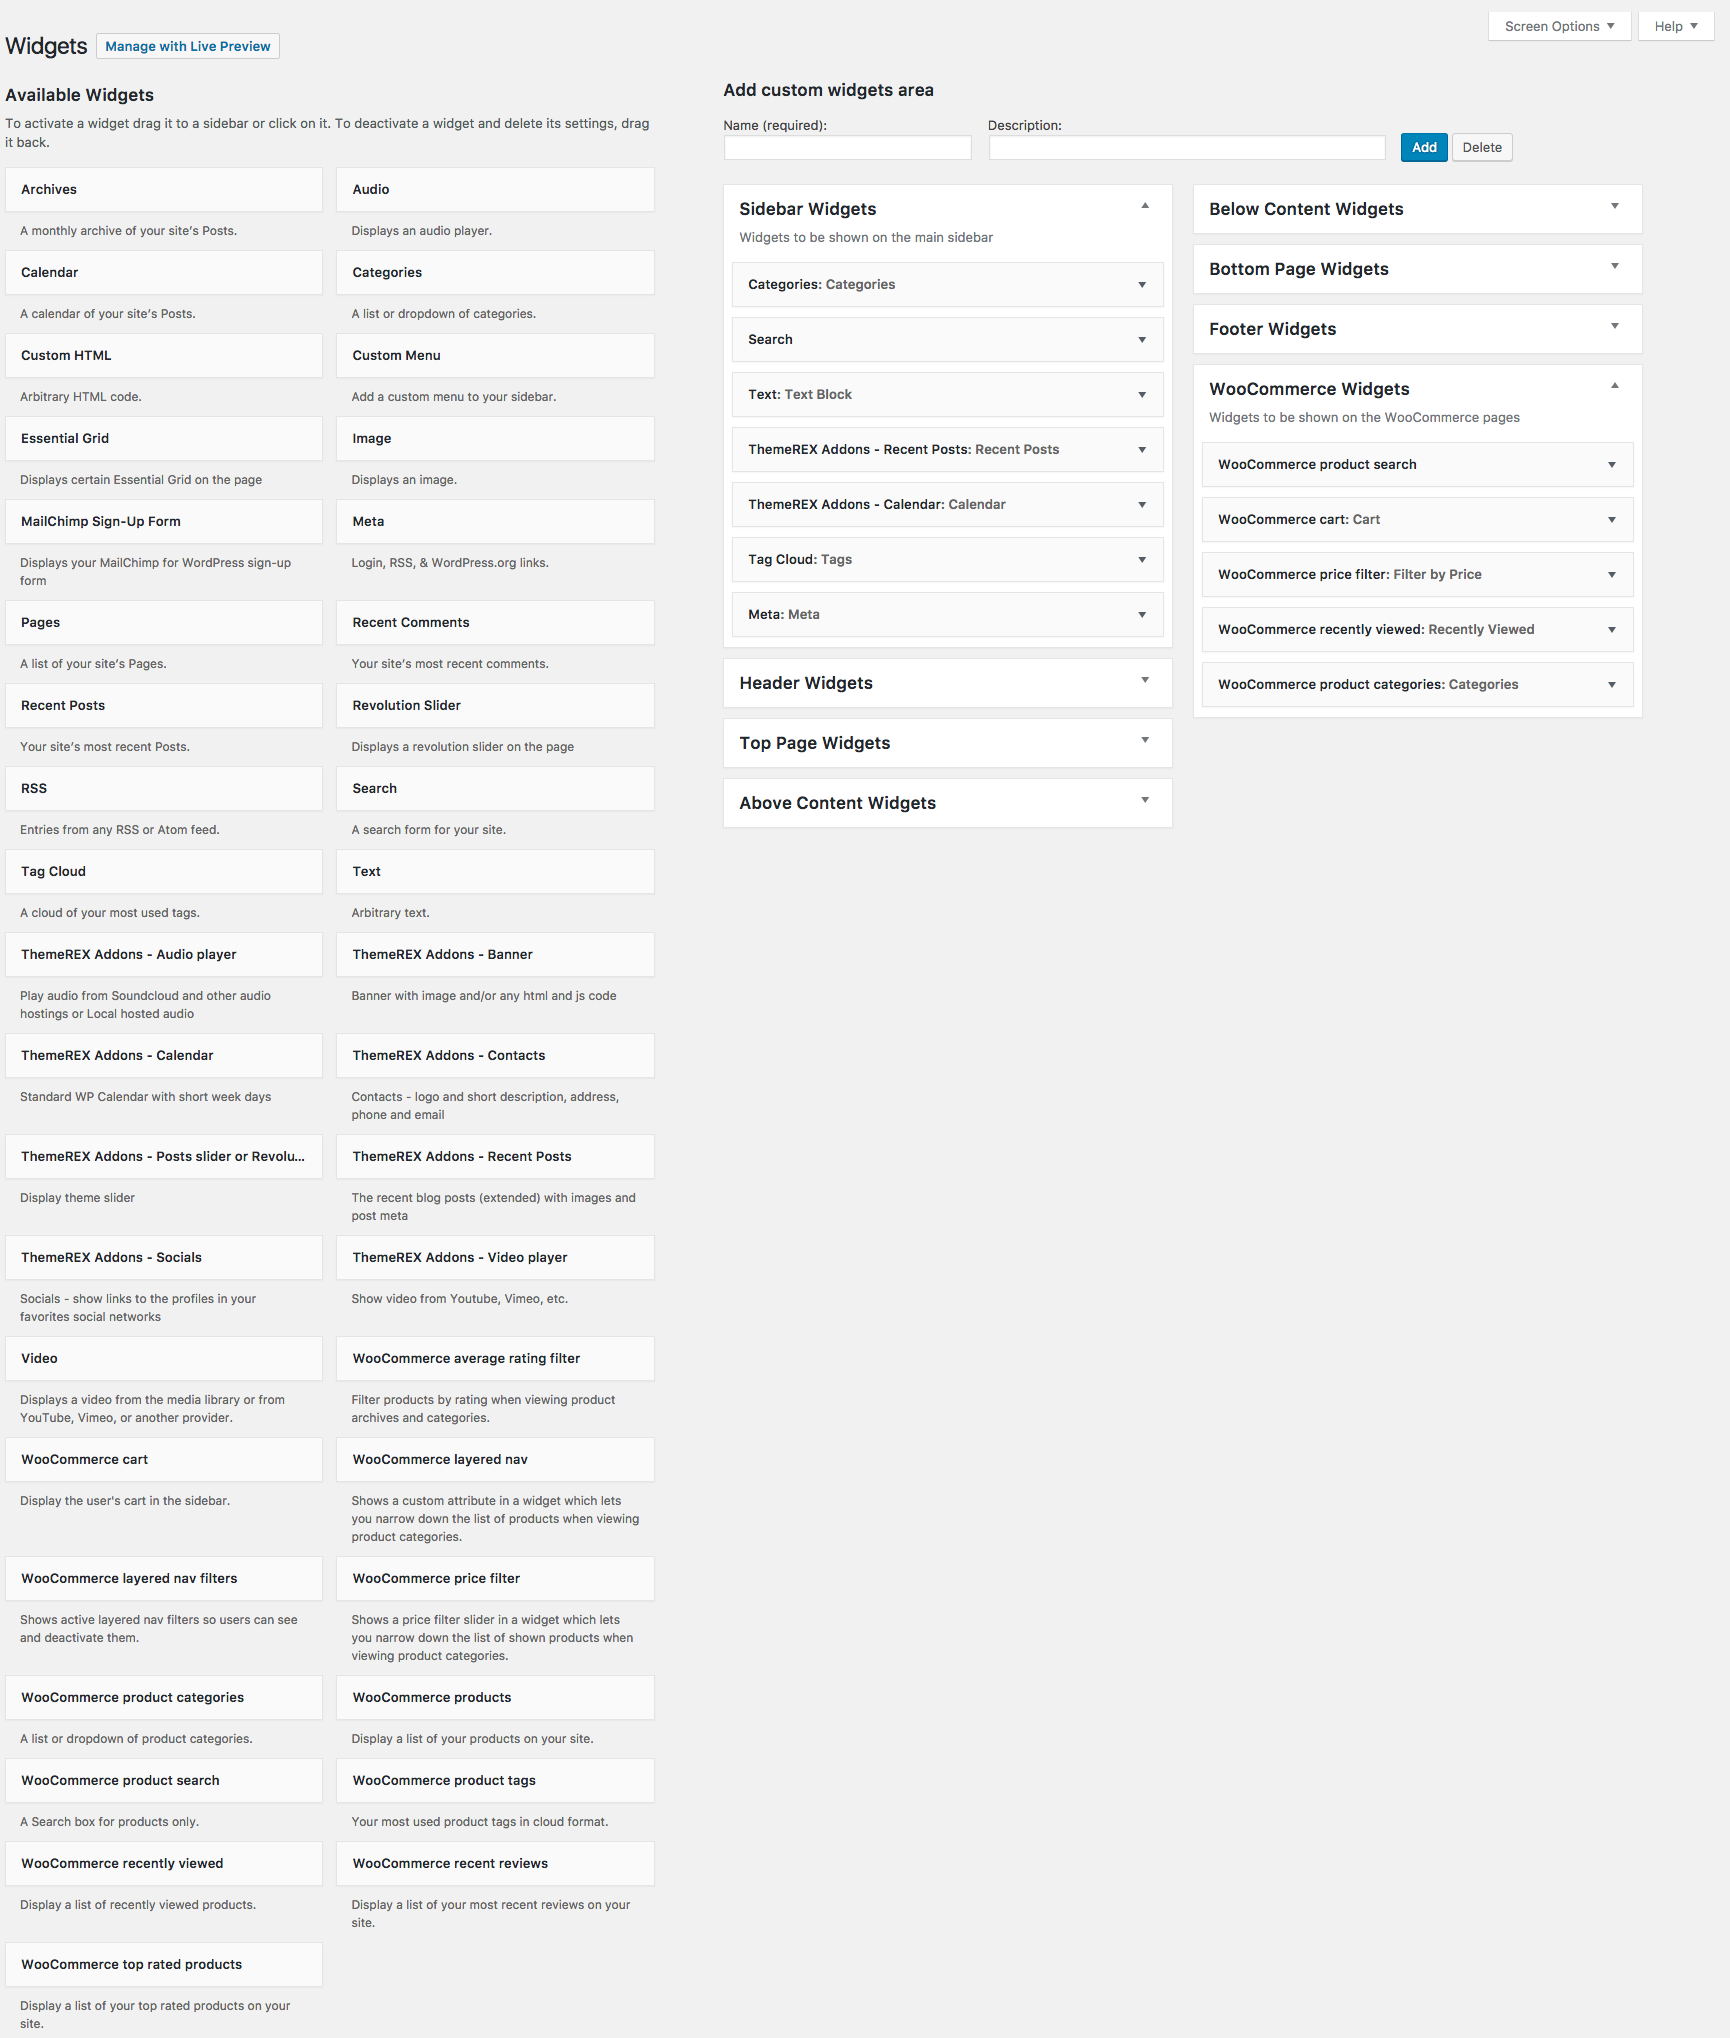 Screen Options
Help
Widgets
Manage with Live Preview
Available Widgets
To activate a widget drag it to a sidebar or click on it. To deactivate a widget and delete its settings, drag
it back.
Archives
A monthly archive of your site’s Posts.
Audio
Displays an audio player.
Calendar
A calendar of your site’s Posts.
Categories
A list or dropdown of categories.
Custom HTML
Arbitrary HTML code.
Custom Menu
Add a custom menu to your sidebar.
Essential Grid
Displays certain Essential Grid on the page
Image
Displays an image.
MailChimp Sign-Up Form
Displays your MailChimp for WordPress sign-up
form
Meta
Login, RSS, & WordPress.org links.
Pages
A list of your site’s Pages.
Recent Comments
Your site’s most recent comments.
Recent Posts
Your site’s most recent Posts.
Revolution Slider
Displays a revolution slider on the page
RSS
Entries from any RSS or Atom feed.
Search
A search form for your site.
Tag Cloud
A cloud of your most used tags.
Text
Arbitrary text.
ThemeREX Addons - Audio player
Play audio from Soundcloud and other audio
hostings or Local hosted audio
ThemeREX Addons - Banner
Banner with image and/or any html and js code
ThemeREX Addons - Calendar
Standard WP Calendar with short week days
ThemeREX Addons - Contacts
Contacts - logo and short description, address,
phone and email
ThemeREX Addons - Posts slider or Revolu...
Display theme slider
ThemeREX Addons - Recent Posts
The recent blog posts (extended) with images and
post meta
ThemeREX Addons - Socials
Socials - show links to the profiles in your
favorites social networks
ThemeREX Addons - Video player
Show video from Youtube, Vimeo, etc.
Video
Displays a video from the media library or from
YouTube, Vimeo, or another provider.
WooCommerce average rating filter
Filter products by rating when viewing product
archives and categories.
WooCommerce cart
Display the user's cart in the sidebar.
WooCommerce layered nav
Shows a custom attribute in a widget which lets
you narrow down the list of products when viewing
product categories.
WooCommerce layered nav filters
Shows active layered nav filters so users can see
and deactivate them.
WooCommerce price filter
Shows a price filter slider in a widget which lets
you narrow down the list of shown products when
viewing product categories.
WooCommerce product categories
A list or dropdown of product categories.
WooCommerce products
Display a list of your products on your site.
WooCommerce product search
A Search box for products only.
WooCommerce product tags
Your most used product tags in cloud format.
WooCommerce recently viewed
Display a list of recently viewed products.
WooCommerce recent reviews
Display a list of your most recent reviews on your
site.
WooCommerce top rated products
Display a list of your top rated products on your
site.
Add custom widgets area
Name (required):
Description:
Add
Delete
Sidebar Widgets
Widgets to be shown on the main sidebar
Categories: Categories
Search
Text: Text Block
ThemeREX Addons - Recent Posts: Recent Posts
ThemeREX Addons - Calendar: Calendar
Tag Cloud: Tags
Meta: Meta
Header Widgets
Top Page Widgets
Above Content Widgets
Below Content Widgets
Bottom Page Widgets
Footer Widgets
WooCommerce Widgets
Widgets to be shown on the WooCommerce pages
WooCommerce product search
WooCommerce cart: Cart
WooCommerce price filter: Filter by Price
WooCommerce recently viewed: Recently Viewed
WooCommerce product categories: Categories